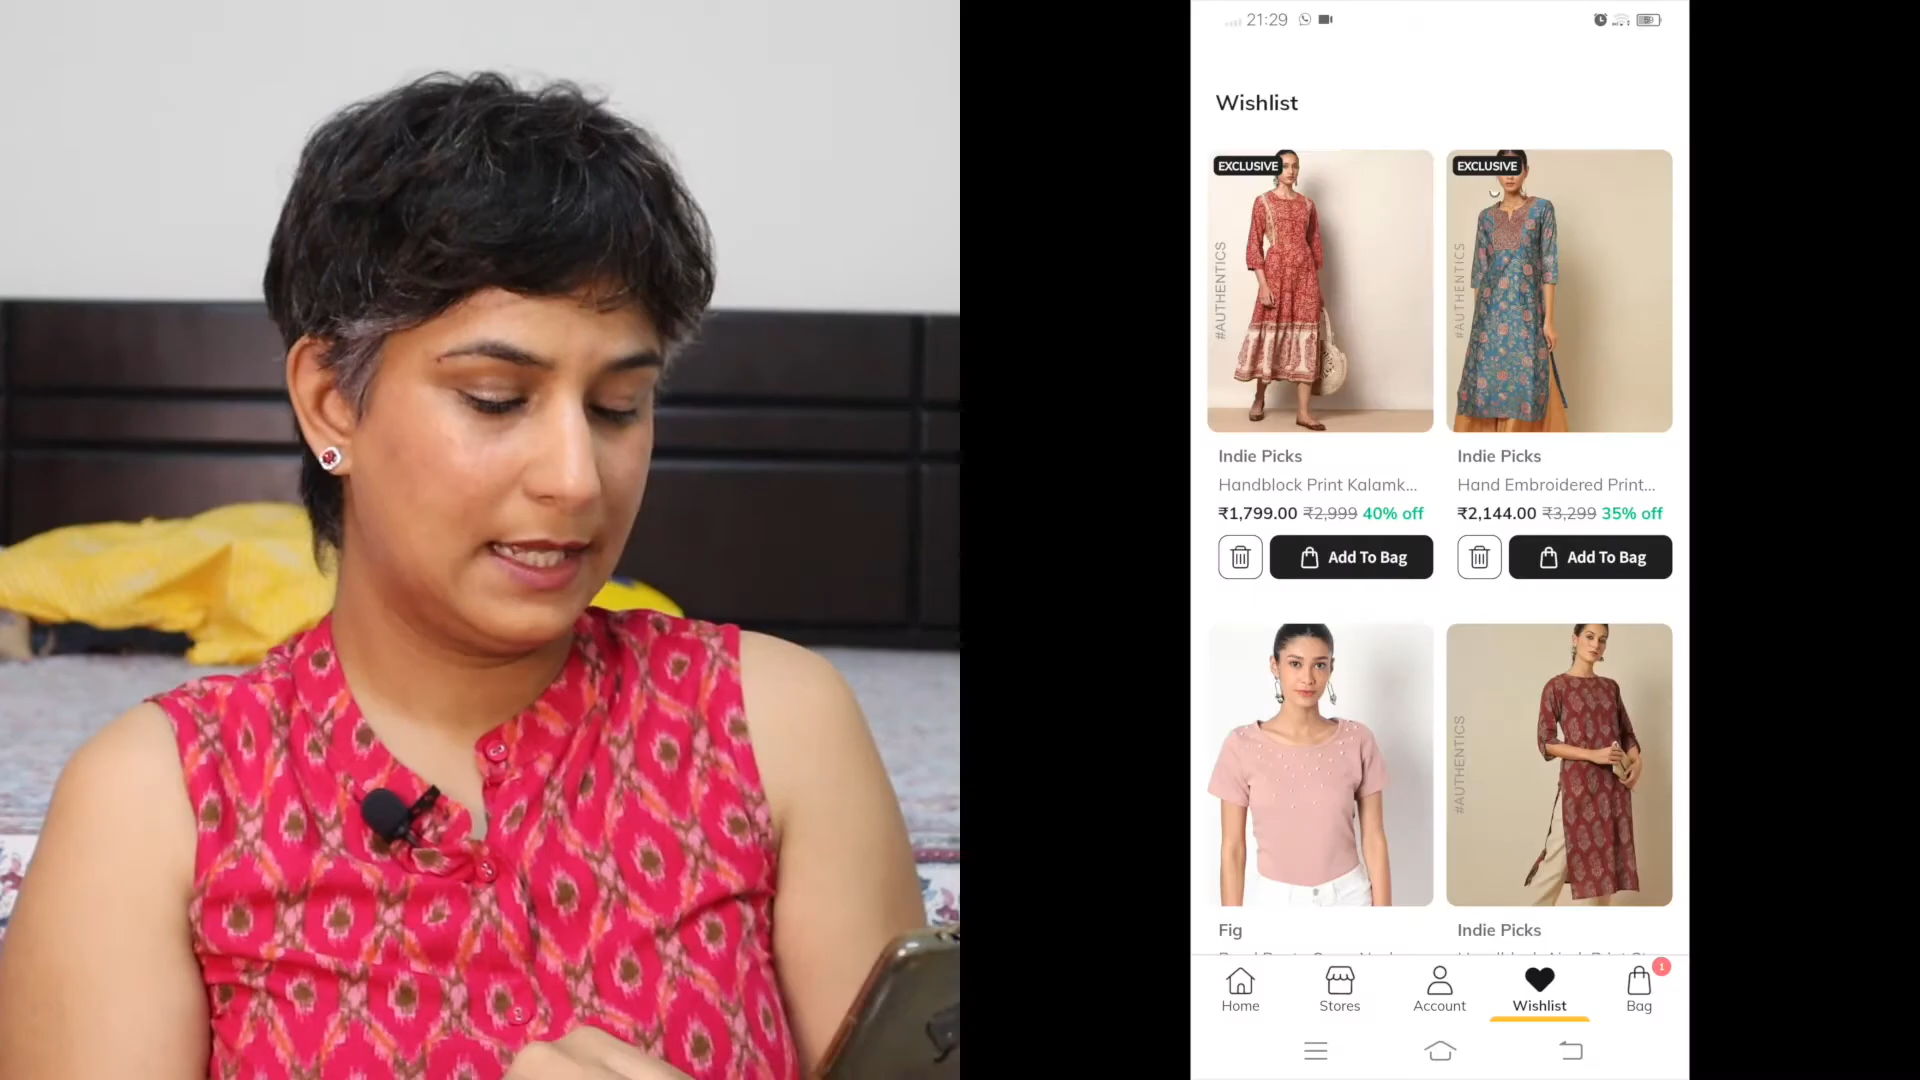 21:29
Wishlist
EXCLUSIVE
EXCLUSIVE
#AUTHENTICS
#AUTHENTICS
Indie Picks
Indie Picks
Handblock Print Kalamk...
Hand Embroidered Print...
₹1,799.00 ₹2,999 40% off
₹2,144.00 ₹3,299 35% off
Add To Bag
Add To Bag
#AUTHENTICS
Fig
Indie Picks
1
Home
Stores
Account
Wishlist
Bag